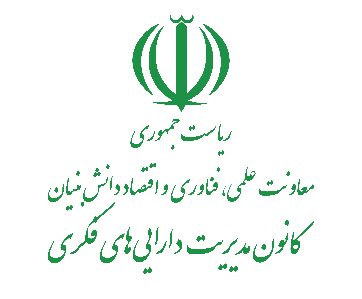 ریاست جمهوری
معاونت علمی، فناوری و اقتصاد دانش بنیان
کانون مدیریت دارایی‌های فکری